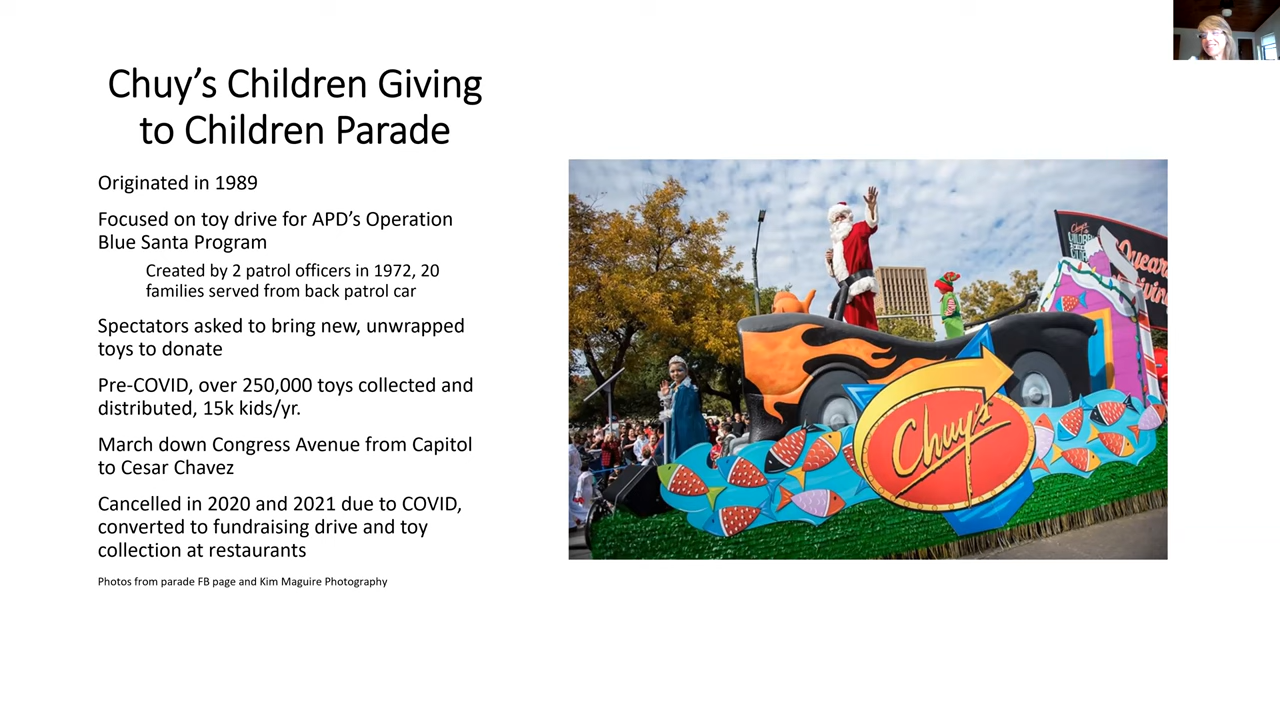 Chuy’s Children Giving
to Children Parade
Originated in 1989
Focused on toy drive for APD’s Operation
Blue Santa Program
Created by 2 patrol officers in 1972, 20
families served from back patrol car
Spectators asked to bring new, unwrapped
toys to donate
Pre-COVID, over 250,000 toys collected and
distributed, 15k kids/yr.
March down Congress Avenue from Capitol
to Cesar Chavez
Cancelled in 2020 and 2021 due to COVID,
converted to fundraising drive and toy
collection at restaurants
Photos from parade FB page and Kim Maguire Photography
Chuy's
Chuy's
CHILDREN